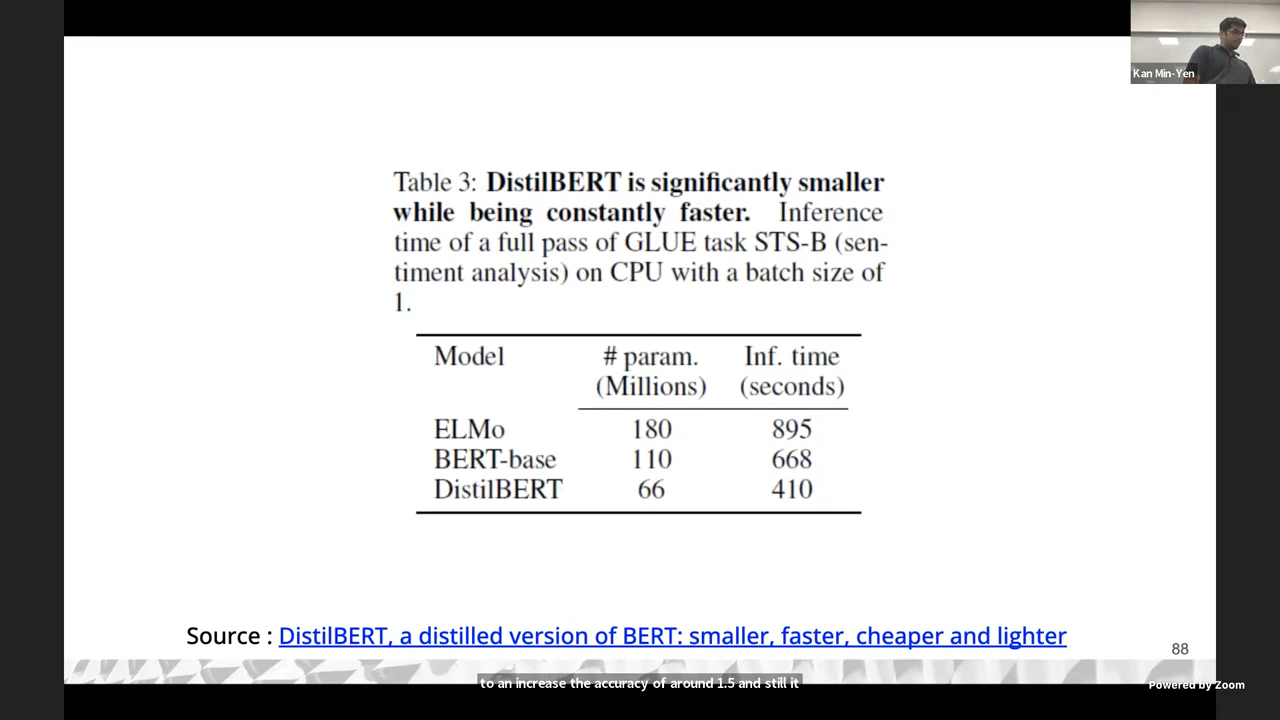 Kan Min-Yen
Table 3: DistilBERT is significantly smaller
while being constantly faster. Inference
time of a full pass of GLUE task STS-B (sen-
timent analysis) on CPU with a batch size of
1.
Model # param. Inf. time
(Millions) (seconds)
ELMo 180 895
BERT-base 110 668
DistilBERT 66 410
Source : DistilBERT, a distilled version of BERT: smaller, faster, cheaper and lighter
88
to an increase the accuracy of around 1.5 and still it
Powered by Zoom